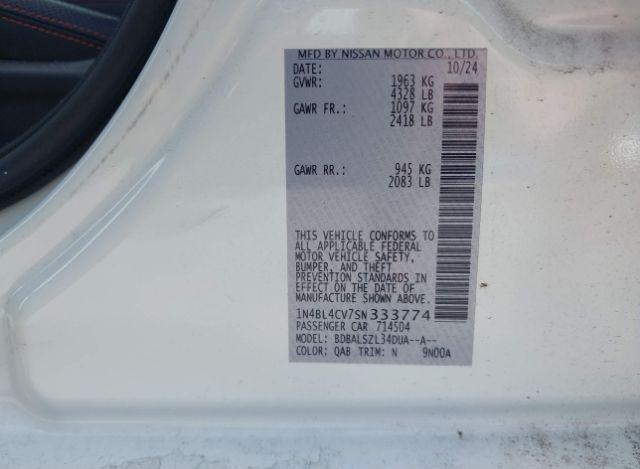 MFD BY NISSAN MOTOR CO., LTD.
DATE: 10/24
GVWR: 1963 KG
4328 LB
GAWR FR.: 1097 KG
2418 LB
GAWR RR.: 945 KG
2083 LB
THIS VEHICLE CONFORMS TO
ALL APPLICABLE FEDERAL
MOTOR VEHICLE SAFETY,
BUMPER, AND THEFT
PREVENTION STANDARDS IN
EFFECT ON THE DATE OF
MANUFACTURE SHOWN ABOVE.
1N4BL4CV7SN333774
PASSENGER CAR 714504
MODEL: BDBALSZL34DUA--A--
COLOR: QAB TRIM: N 9N00A